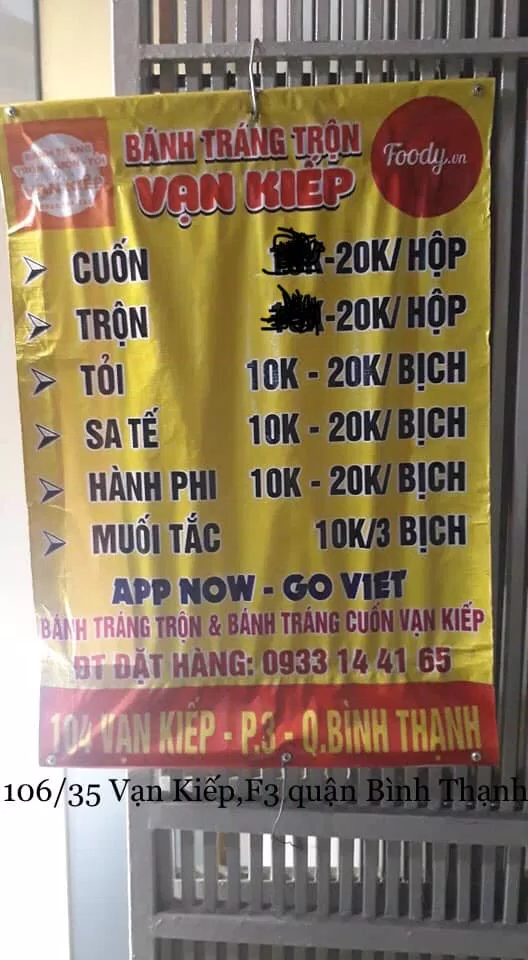 BÁNH TRÁNG TRỘN
VẠN KIẾP
Foody.vn
VẠN KIẾP
CUỐN -20K/ HỘP
TRỘN -20K/ HỘP
TỎI 10K - 20K/ BỊCH
SA TẾ 10K - 20K/ BỊCH
HÀNH PHI 10K - 20K/ BỊCH
MUỐI TẮC 10K/3 BỊCH
APP NOW - GO VIET
BÁNH TRÁNG TRỘN & BÁNH TRÁNG CUỐN VẠN KIẾP
ĐT ĐẶT HÀNG: 0933 14 41 65
104 VẠN KIẾP - P.3 - Q.BÌNH THẠNH
106/35 Vạn Kiếp,F3 quận Bình Thạnh